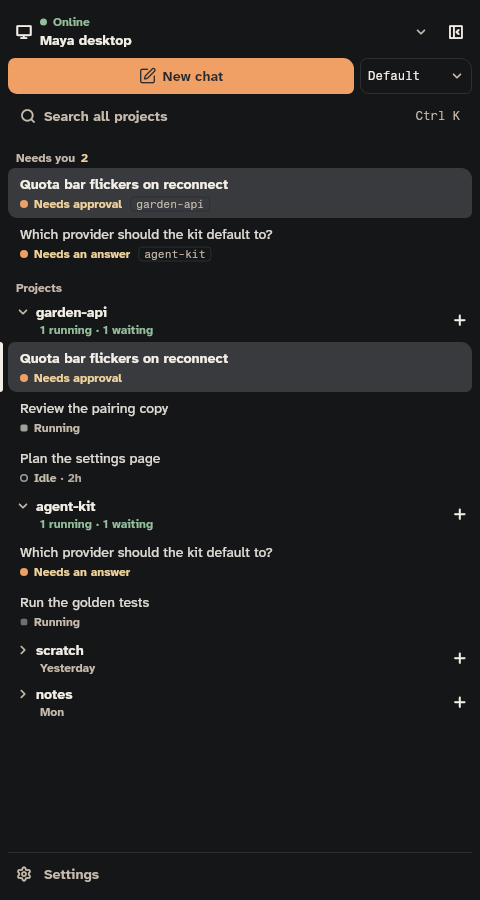 Online
Maya desktop
New chat
Default
Search all projects
Ctrl K
Needs you 2
Quota bar flickers on reconnect
Needs approval garden-api
Which provider should the kit default to?
Needs an answer agent-kit
Projects
garden-api
1 running · 1 waiting
Quota bar flickers on reconnect
Needs approval
Review the pairing copy
Running
Plan the settings page
Idle · 2h
agent-kit
1 running · 1 waiting
Which provider should the kit default to?
Needs an answer
Run the golden tests
Running
scratch
Yesterday
notes
Mon
Settings